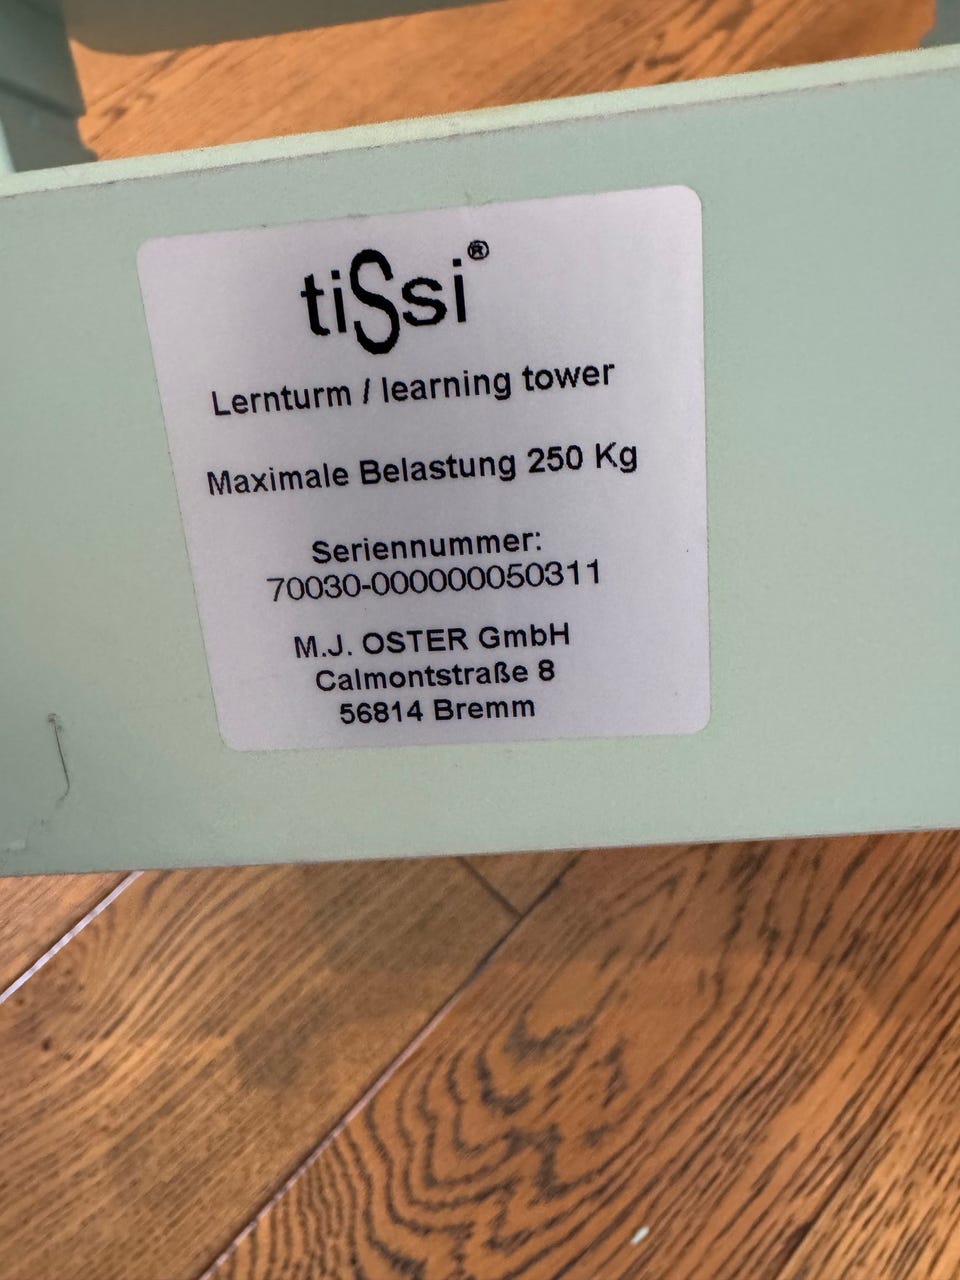 tiSsi®
Lernturm / learning tower
Maximale Belastung 250 Kg
Seriennummer:
70030-000000050311
M.J. OSTER GmbH
Calmontstraße 8
56814 Bremm